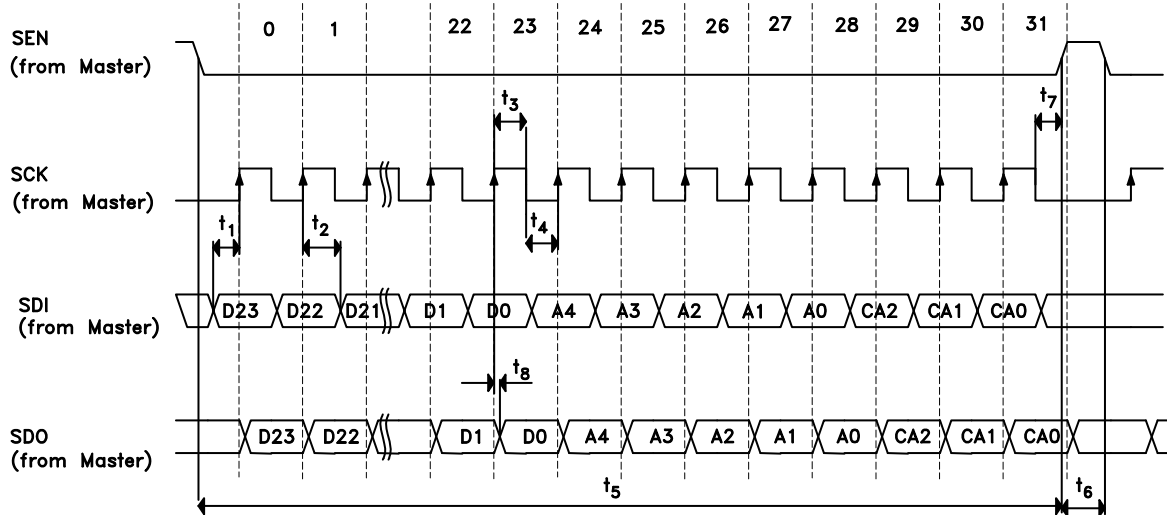 0 1 22 23 24 25 26 27 28 29 30 31
SEN
(from Master)
t3 t7
SCK
(from Master)
t1 t2 t4
SDI
(from Master)
D23 D22 D21 D1 D0 A4 A3 A2 A1 A0 CA2 CA1 CA0
t8
SDO
(from Master)
D23 D22 D1 D0 A4 A3 A2 A1 A0 CA2 CA1 CA0
t5 t6